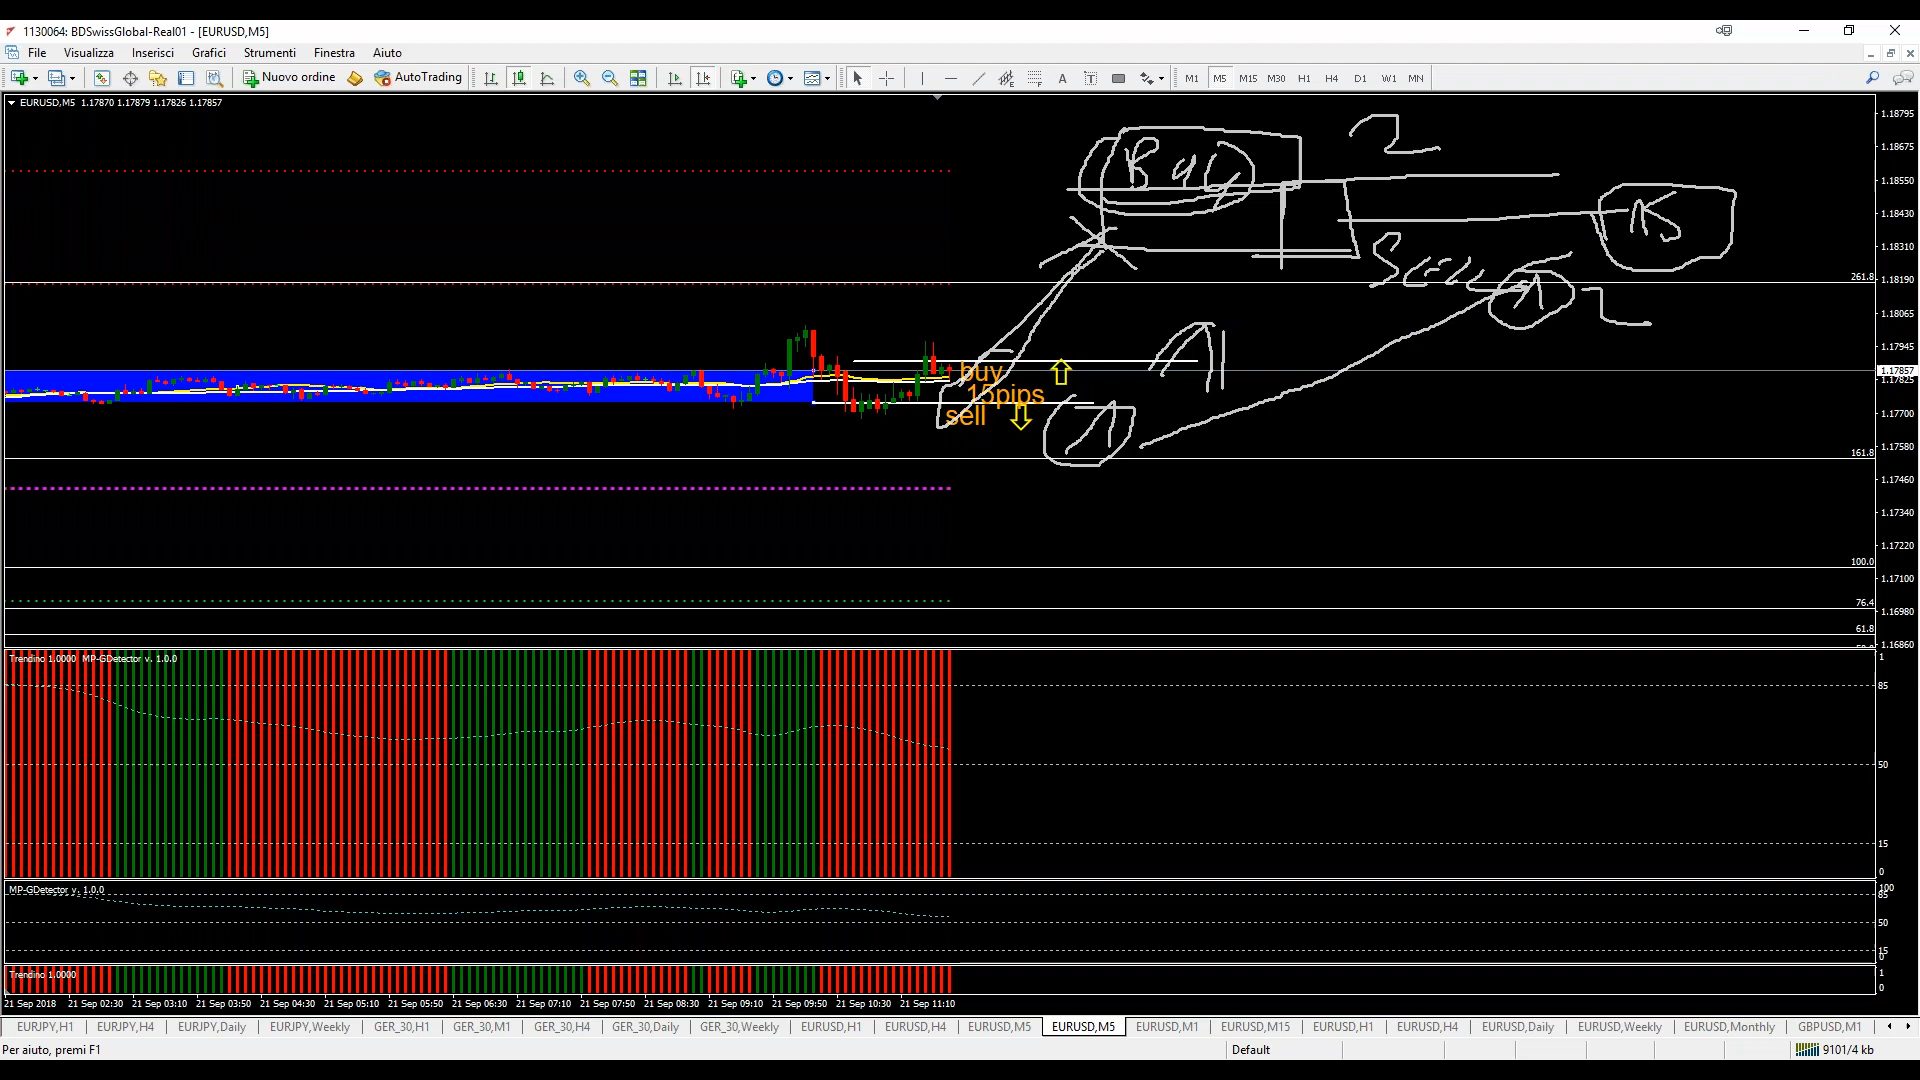 1130064: BDSwissGlobal-Real01 - [EURUSD,M5]
File Visualizza Inserisci Grafici Strumenti Finestra Aiuto
Nuovo ordine AutoTrading A T M1 M5 M15 M30 H1 H4 D1 W1 MN
EURUSD,M5 1.17870 1.17879 1.17826 1.17857
1.18795
2
1.18675
Buy
1.18550
1.18430
15
1.18310
Sell
261.8
1.18190
1.18065
1.17945
1.17857
buy
1.17825
15pips
sell
1.17700
1.17580
161.8
1.17460
1.17340
1.17220
100.0
1.17100
76.4
1.16980
61.8
1.16860
Trendino 1.0000 MP-GDetector v. 1.0.0
1
85
50
15
0
MP-GDetector v. 1.0.0
100
85
50
15
0
Trendino 1.0000
1
0
21 Sep 2018 21 Sep 02:30 21 Sep 03:10 21 Sep 03:50 21 Sep 04:30 21 Sep 05:10 21 Sep 05:50 21 Sep 06:30 21 Sep 07:10 21 Sep 07:50 21 Sep 08:30 21 Sep 09:10 21 Sep 09:50 21 Sep 10:30 21 Sep 11:10
EURJPY,H1 EURJPY,H4 EURJPY,Daily EURJPY,Weekly GER_30,H1 GER_30,M1 GER_30,H4 GER_30,Daily GER_30,Weekly EURUSD,H1 EURUSD,H4 EURUSD,M5 EURUSD,M5 EURUSD,M1 EURUSD,M15 EURUSD,H1 EURUSD,H4 EURUSD,Daily EURUSD,Weekly EURUSD,Monthly GBPUSD,M1
Per aiuto, premi F1
Default
9101/4 kb